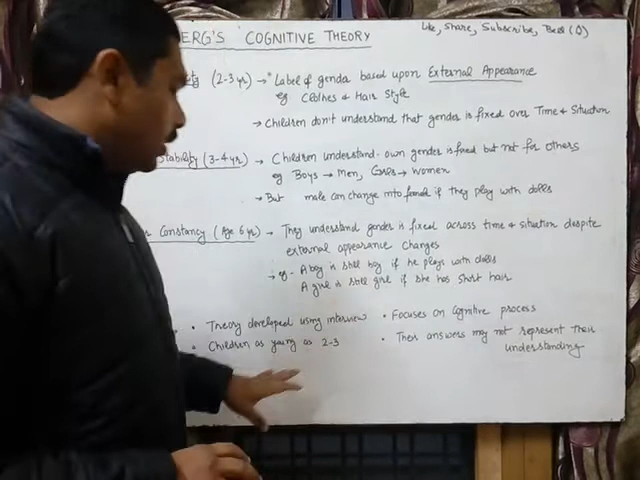 ERG'S COGNITIVE THEORY
Like, Share, Subscribe, Bell
(2-3 yr) → "Label of gender based upon External Appearance
eg Clothes & Hair Style
→ Children don't understand that gender is fixed over Time & Situation
Stability (3-4 yr) → Children understand own gender is fixed but not for others
eg Boys → Men, Girls → Women
→ But male can change into female if they play with dolls
Constancy (Age 6 yr) → They understand gender is fixed across time & situation despite
external appearance changes
→ eg - A boy is still boy if he plays with dolls
A girl is still girl if she has short hair
• Theory developed using interview • Focuses on Cognitive process
• Children as young as 2-3 • Their answers may not represent their
understanding